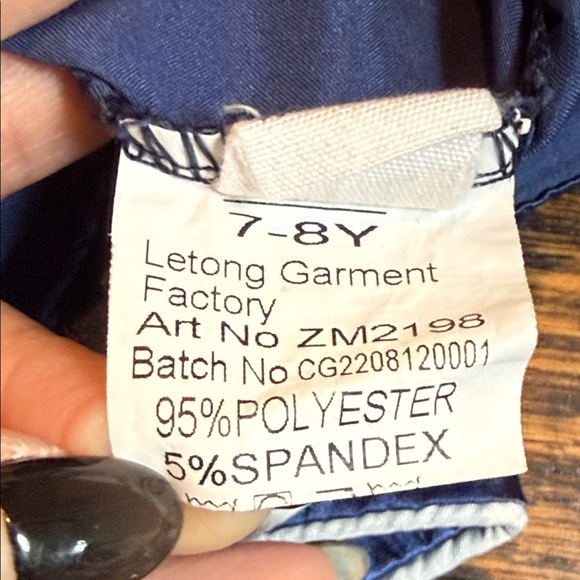 7-8Y
Letong Garment
Factory
Art No ZM2198
Batch No CG2208120001
95%POLYESTER
5%SPANDEX